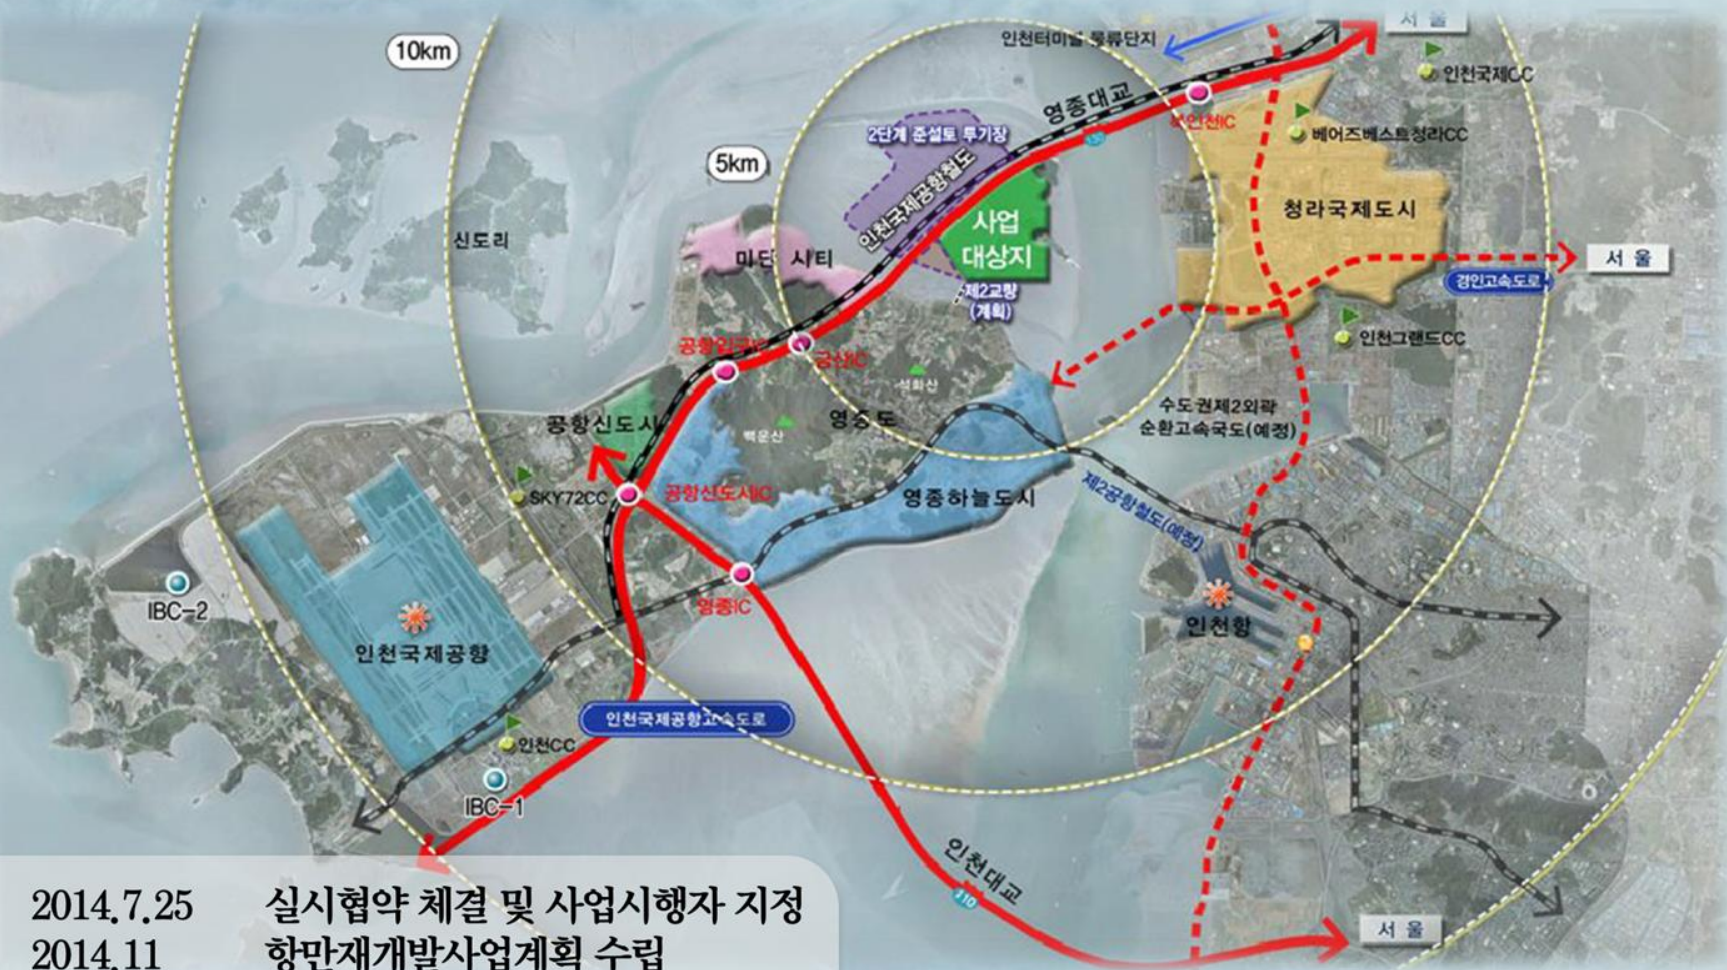 서울
10km
인천터미널 물류단지
인천국제CC
영종대교
북인천IC
2단계 준설토 투기장
베어즈베스트청라CC
5km
인천국제공항철도
사업
대상지
청라국제도시
신도리
미단 시티
서울
경인고속도로
제2교량
(계획)
공항입구IC
금산IC
인천그랜드CC
석화산
수도권제2외곽
순환고속국도(예정)
공항신도시
백운산
영종도
SKY72CC
공항신도시IC
영종하늘도시
제2공항철도(예정)
IBC-2
영종IC
인천항
인천국제공항
인천국제공항고속도로
인천CC
IBC-1
인천대교
110
서울
2014.7.25 실시협약 체결 및 사업시행자 지정
2014.11 항만재개발사업계획 수립